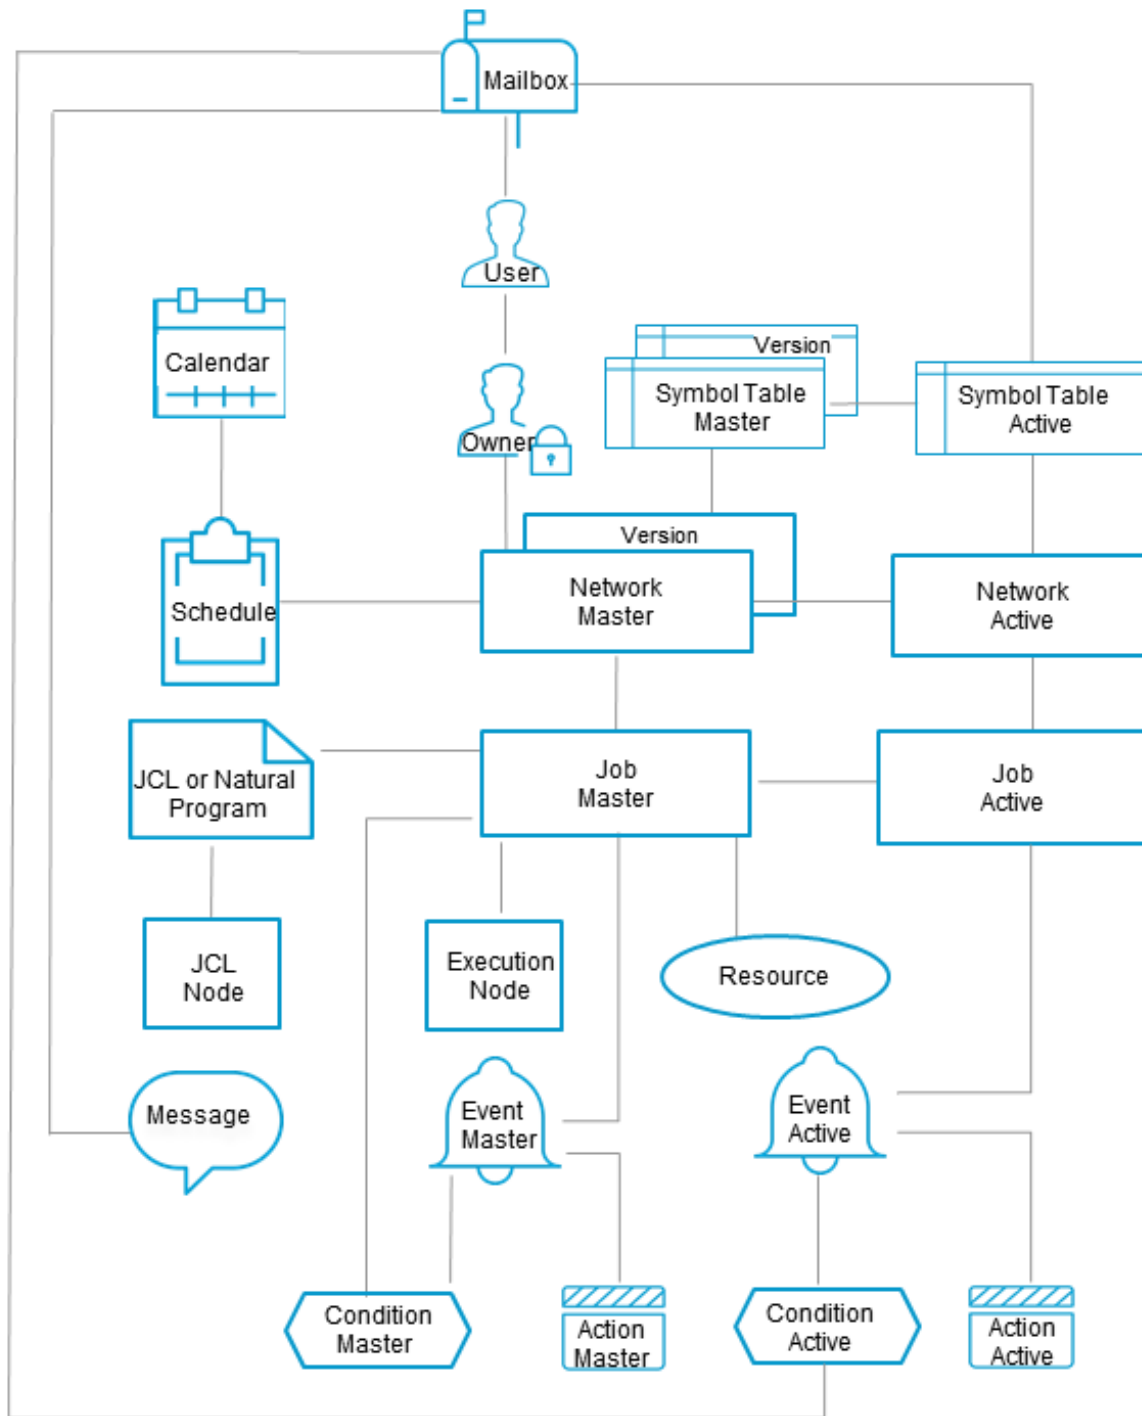 Mailbox
User
Calendar
Version
Symbol Table
Master
Symbol Table
Active
Owner
Version
Network
Master
Network
Active
Schedule
JCL or Natural
Program
Job
Master
Job
Active
JCL
Node
Execution
Node
Resource
Message
Event
Master
Event
Active
Condition
Master
Action
Master
Condition
Active
Action
Active